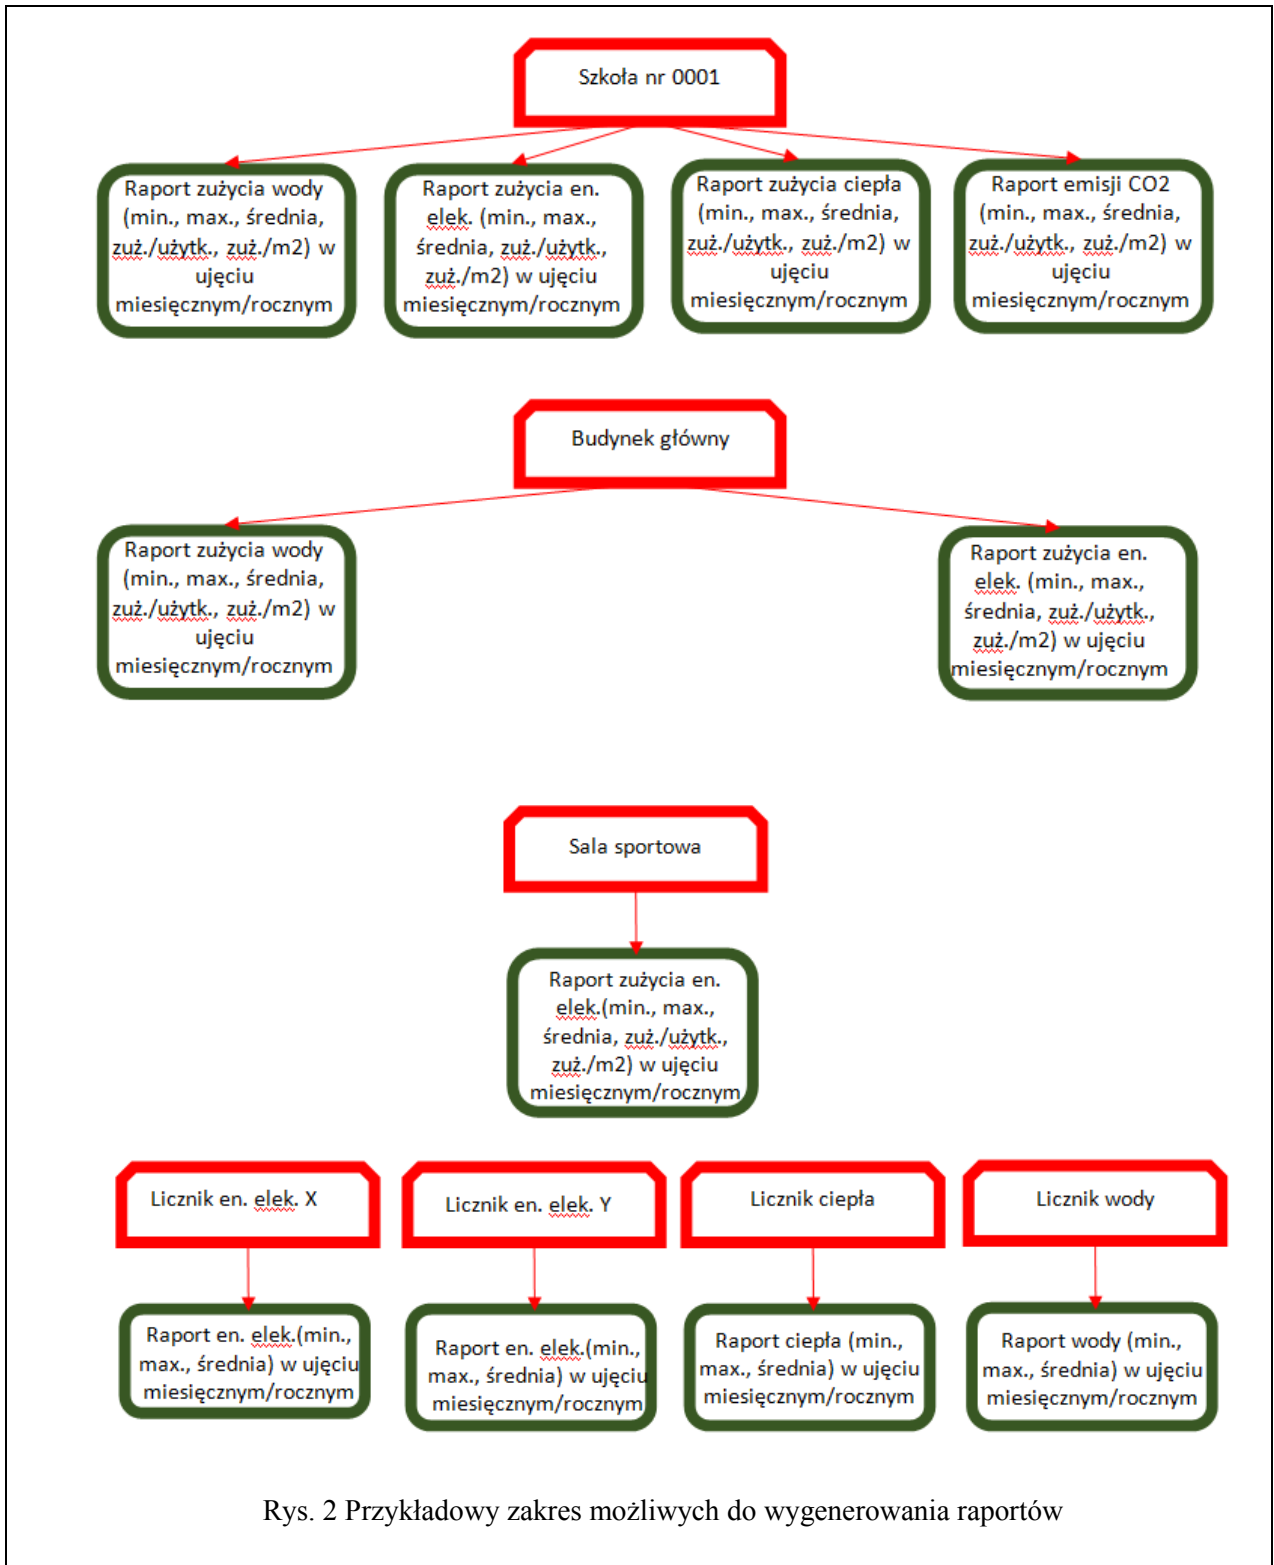 Szkoła nr 0001
Raport zużycia wody
(min., max., średnia,
zuż./użytk., zuż./m2) w
ujęciu
miesięcznym/rocznym
Raport zużycia en.
elek. (min., max.,
średnia, zuż./użytk.,
zuż./m2) w ujęciu
miesięcznym/rocznym
Raport zużycia ciepła
(min., max., średnia,
zuż./użytk., zuż./m2) w
ujęciu
miesięcznym/rocznym
Raport emisji CO2
(min., max., średnia,
zuż./użytk., zuż./m2) w
ujęciu
miesięcznym/rocznym
Budynek główny
Raport zużycia wody
(min., max., średnia,
zuż./użytk., zuż./m2) w
ujęciu
miesięcznym/rocznym
Raport zużycia en.
elek. (min., max.,
średnia, zuż./użytk.,
zuż./m2) w ujęciu
miesięcznym/rocznym
Sala sportowa
Raport zużycia en.
elek.(min., max.,
średnia, zuż./użytk.,
zuż./m2) w ujęciu
miesięcznym/rocznym
Licznik en. elek. X
Licznik en. elek. Y
Licznik ciepła
Licznik wody
Raport en. elek.(min.,
max., średnia) w ujęciu
miesięcznym/rocznym
Raport en. elek.(min.,
max., średnia) w ujęciu
miesięcznym/rocznym
Raport ciepła (min.,
max., średnia) w ujęciu
miesięcznym/rocznym
Raport wody (min.,
max., średnia) w ujęciu
miesięcznym/rocznym
Rys. 2 Przykładowy zakres możliwych do wygenerowania raportów